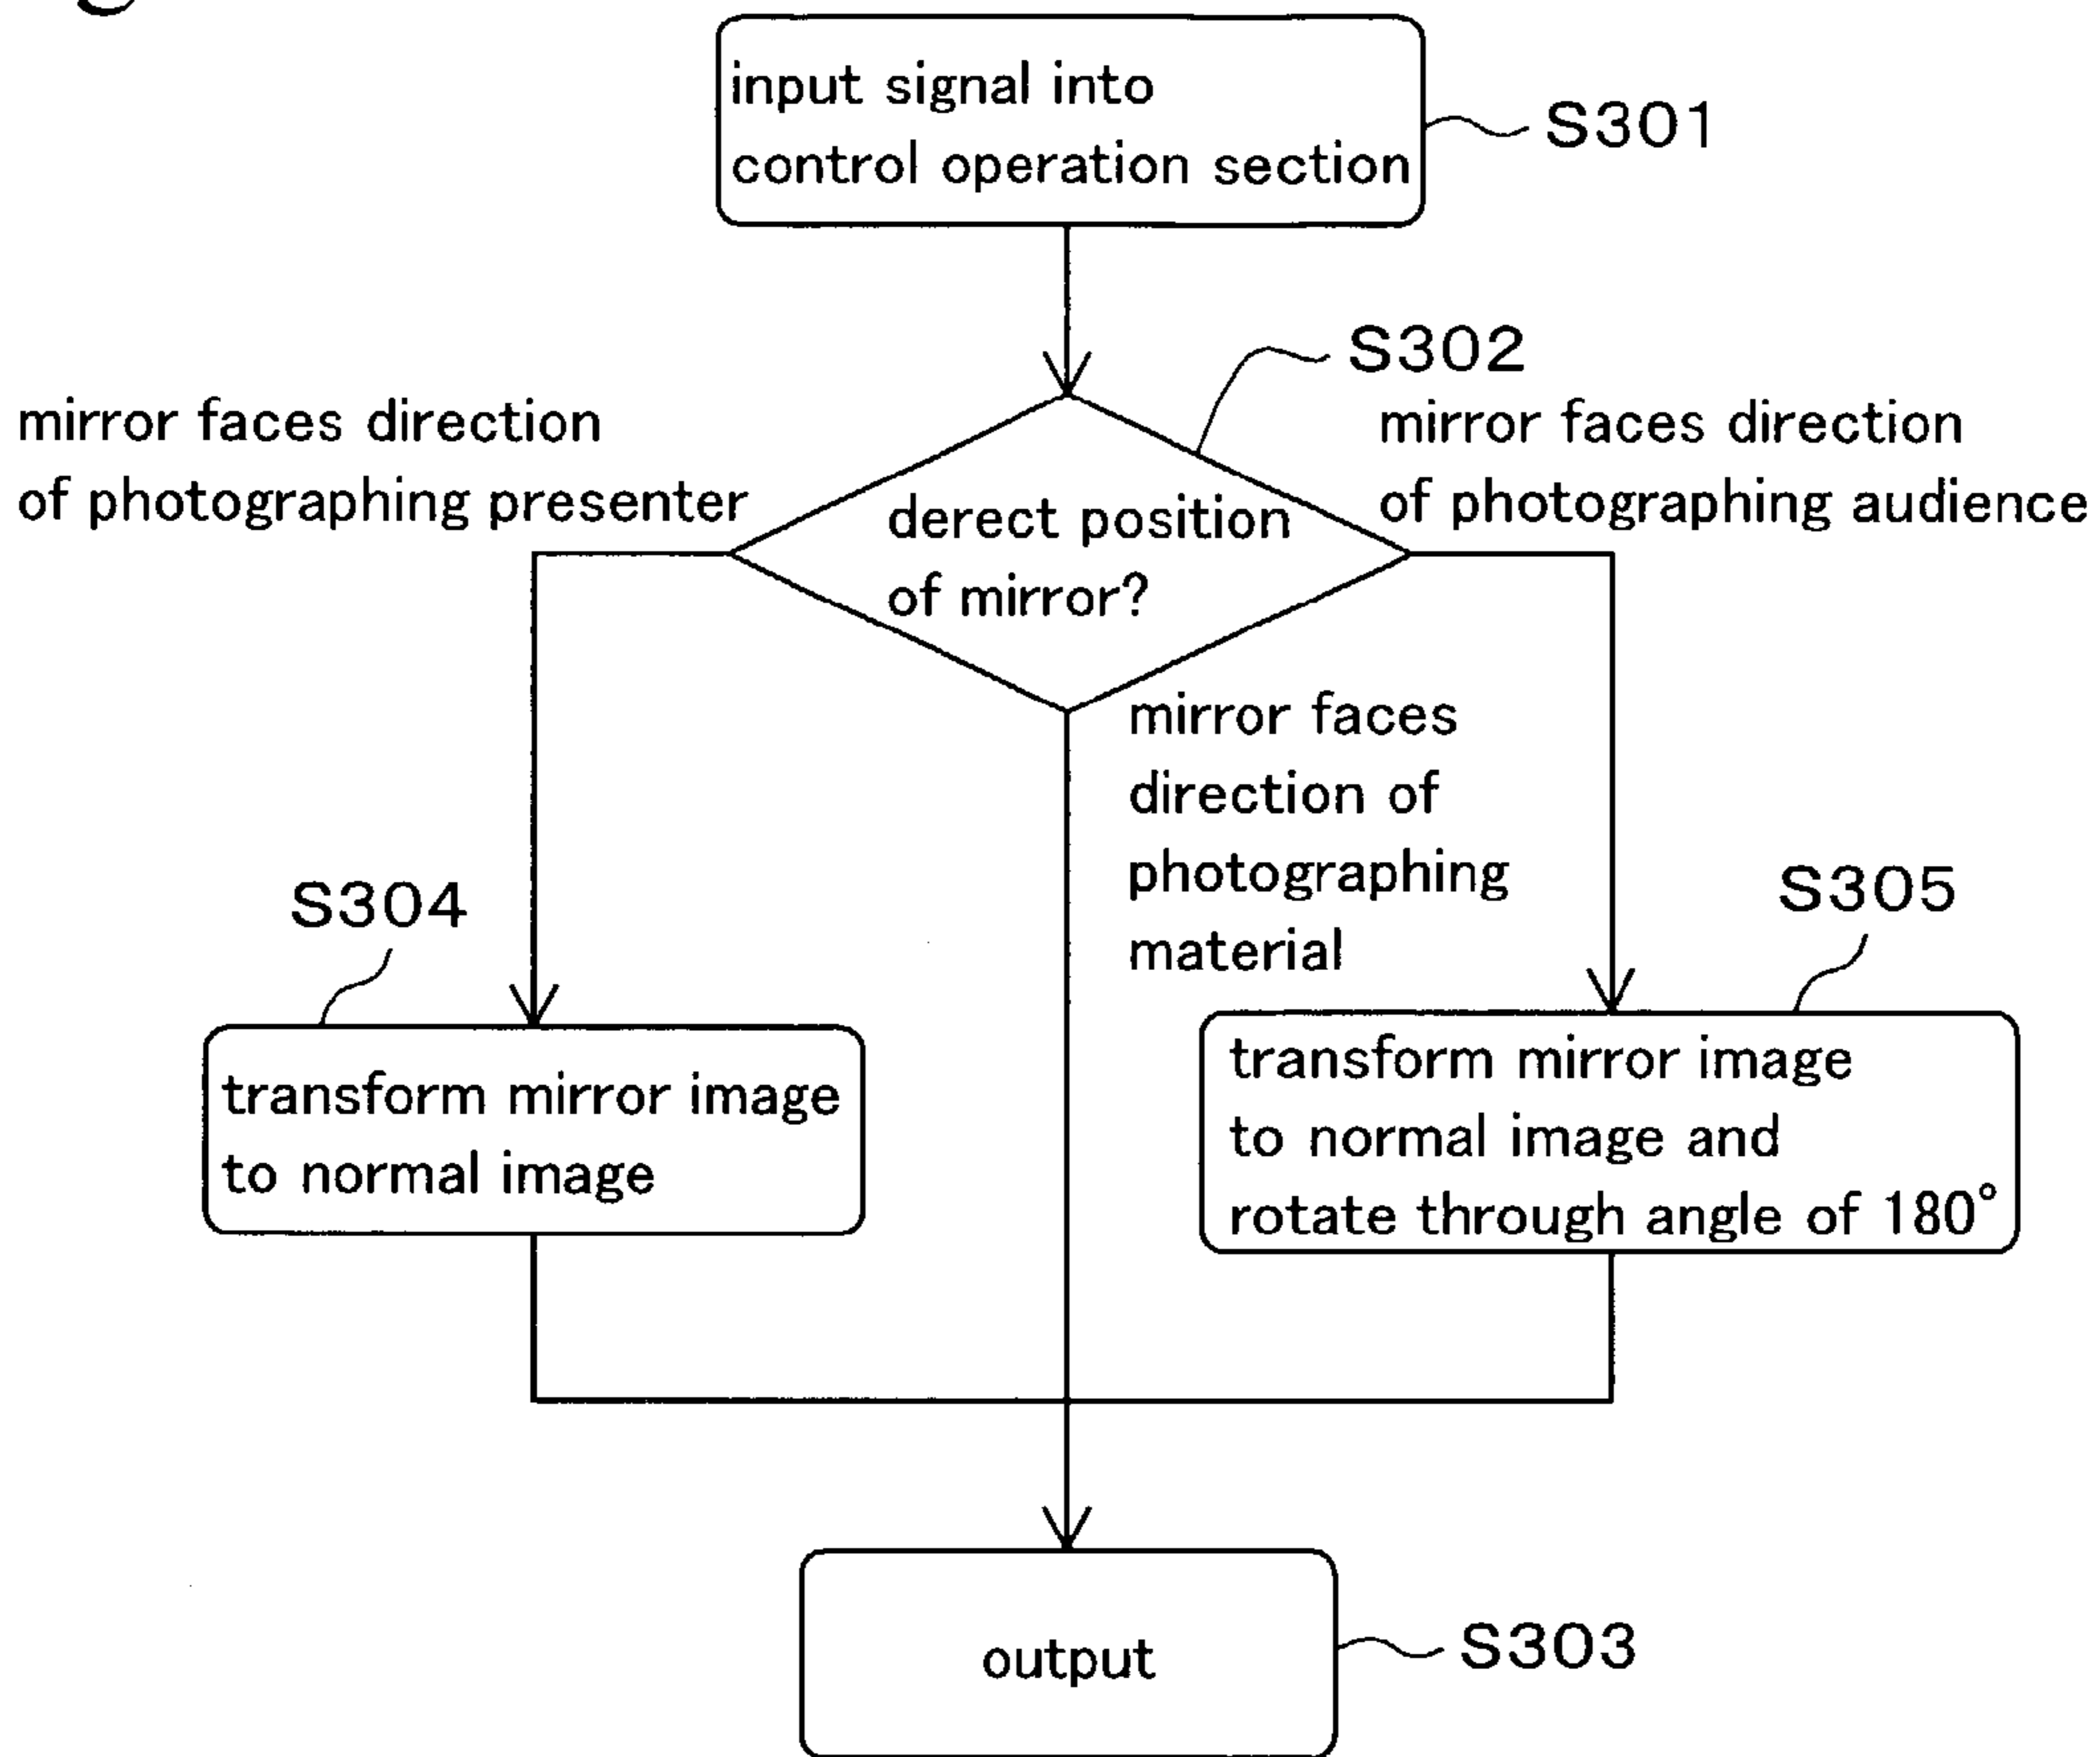 input signal into
control operation section
S301
S302
mirror faces direction
of photographing presenter
mirror faces direction
of photographing audience
derect position
of mirror?
mirror faces
direction of
photographing
material
S304
S305
transform mirror image
to normal image
transform mirror image
to normal image and
rotate through angle of 180°
output
S303